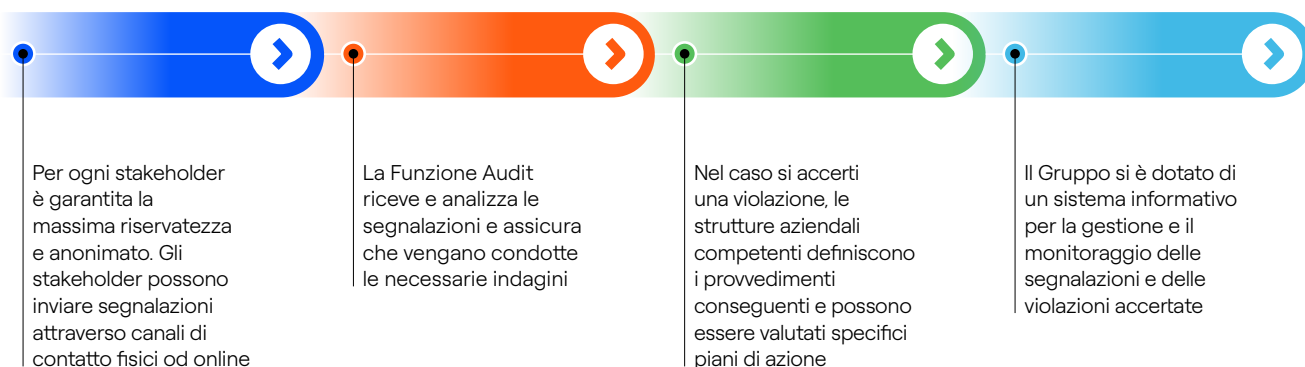 Per ogni stakeholder
è garantita la
massima riservatezza
e anonimato. Gli
stakeholder possono
inviare segnalazioni
attraverso canali di
contatto fisici od online
La Funzione Audit
riceve e analizza le
segnalazioni e assicura
che vengano condotte
le necessarie indagini
Nel caso si accerti
una violazione, le
strutture aziendali
competenti definiscono
i provvedimenti
conseguenti e possono
essere valutati specifici
piani di azione
Il Gruppo si è dotato di
un sistema informativo
per la gestione e il
monitoraggio delle
segnalazioni e delle
violazioni accertate